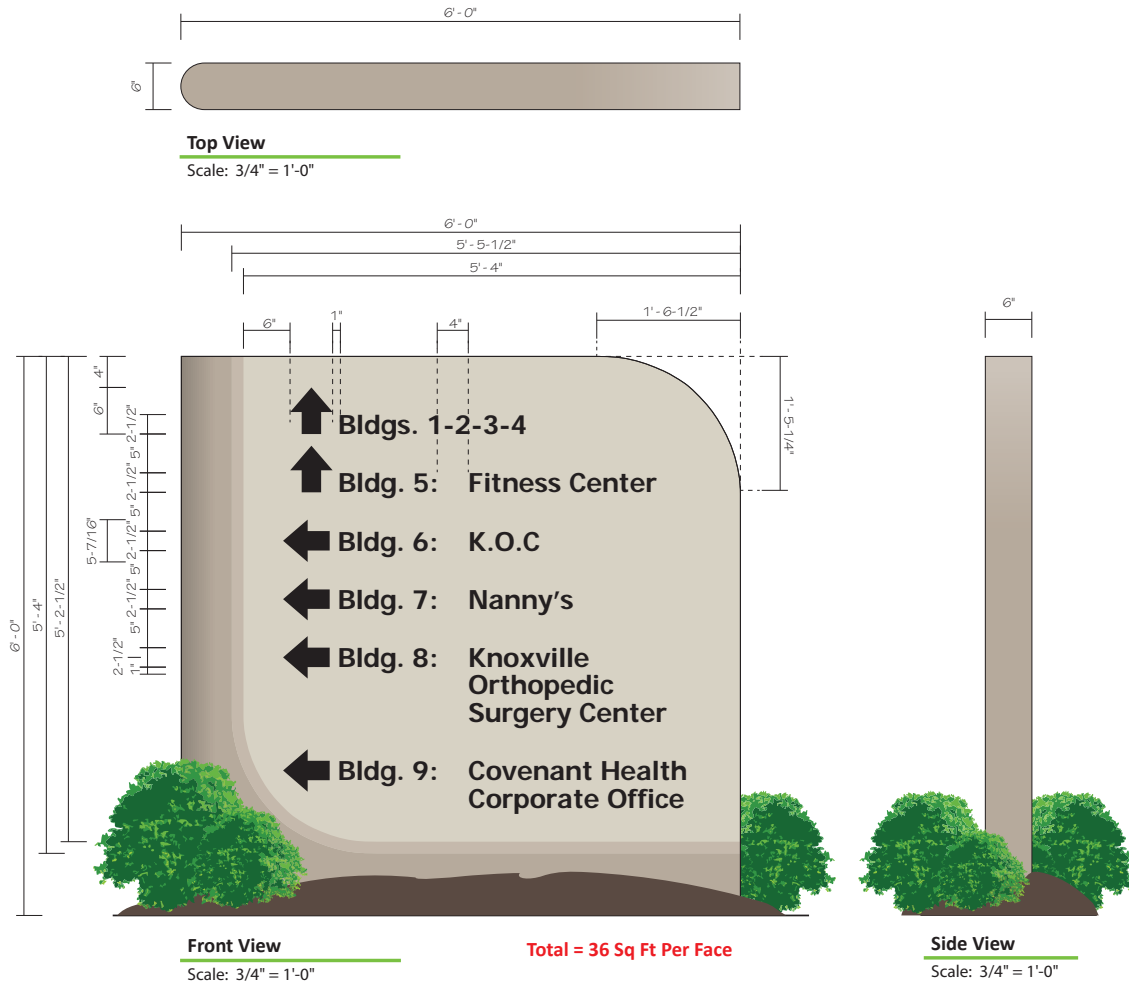 6'-0"
6"
Top View
Scale: 3/4" = 1'-0"
6'-0"
5'-5-1/2"
5'-4"
6"
1"
4"
1'-6-1/2"
6"
4"
6"
2-1/2"
5"
2-1/2"
5"
5-7/16"
2-1/2"
5"
2-1/2"
5"
2-1/2"
1"
6'-0"
5'-4"
5'-2-1/2"
1'-5-1/4"
Bldgs. 1-2-3-4
Bldg. 5: Fitness Center
Bldg. 6: K.O.C
Bldg. 7: Nanny's
Bldg. 8: Knoxville
Orthopedic
Surgery Center
Bldg. 9: Covenant Health
Corporate Office
Front View
Scale: 3/4" = 1'-0"
Total = 36 Sq Ft Per Face
Side View
Scale: 3/4" = 1'-0"